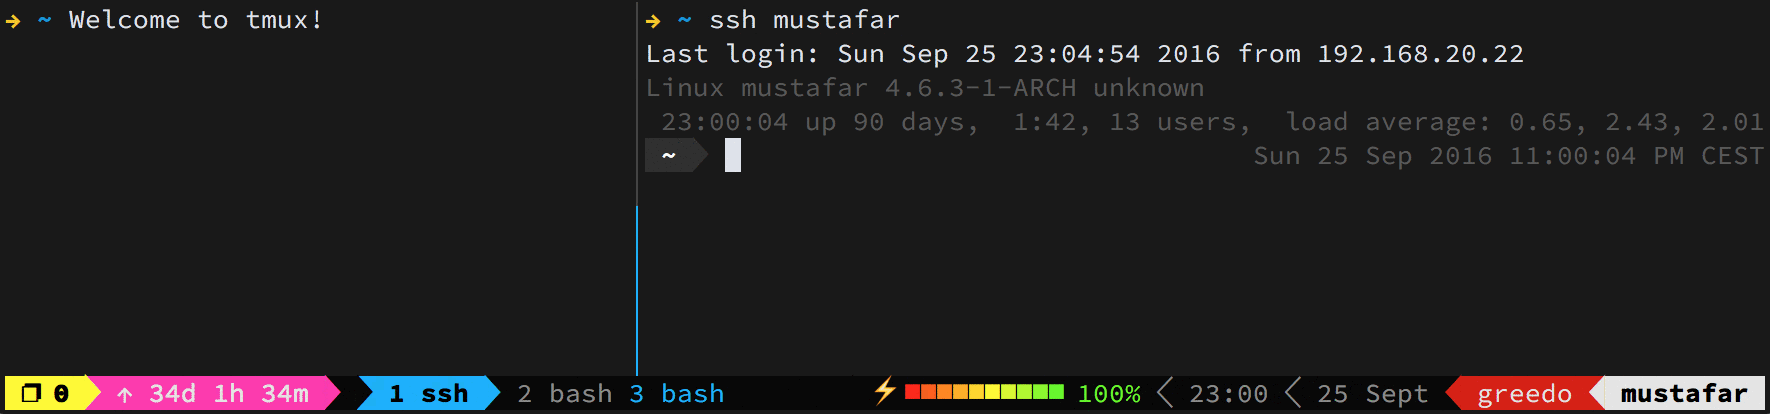 ➜ ~ Welcome to tmux!
➜ ~ ssh mustafar
Last login: Sun Sep 25 23:04:54 2016 from 192.168.20.22
Linux mustafar 4.6.3-1-ARCH unknown
23:00:04 up 90 days, 1:42, 13 users, load average: 0.65, 2.43, 2.01
~ Sun 25 Sep 2016 11:00:04 PM CEST
❐ 0 ↑ 34d 1h 34m 1 ssh 2 bash 3 bash ⚡ 100% 23:00 25 Sept greedo mustafar